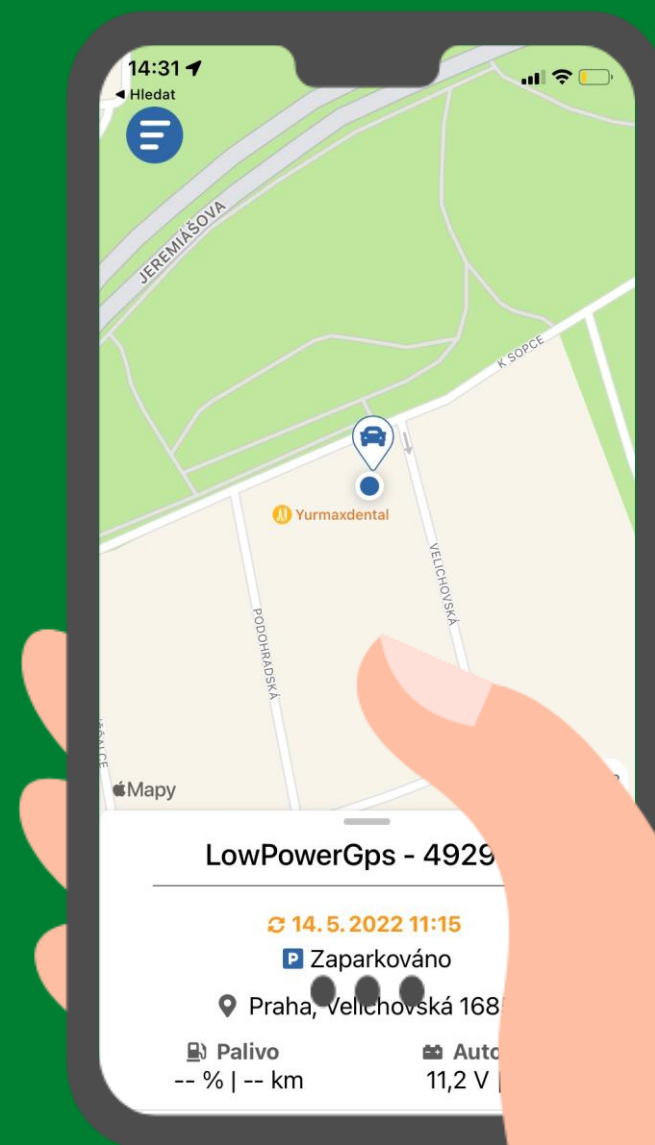 14:31
Hledat
JEREMIÁŠOVA
K SOPCE
Yurmaxdental
VELICHOVSKÁ
PODOHRADSKÁ
Mapy
LowPowerGps - 4929
14. 5. 2022 11:15
P Zaparkováno
Praha, Velichovská 168
Palivo
-- % | -- km
11,2 V |